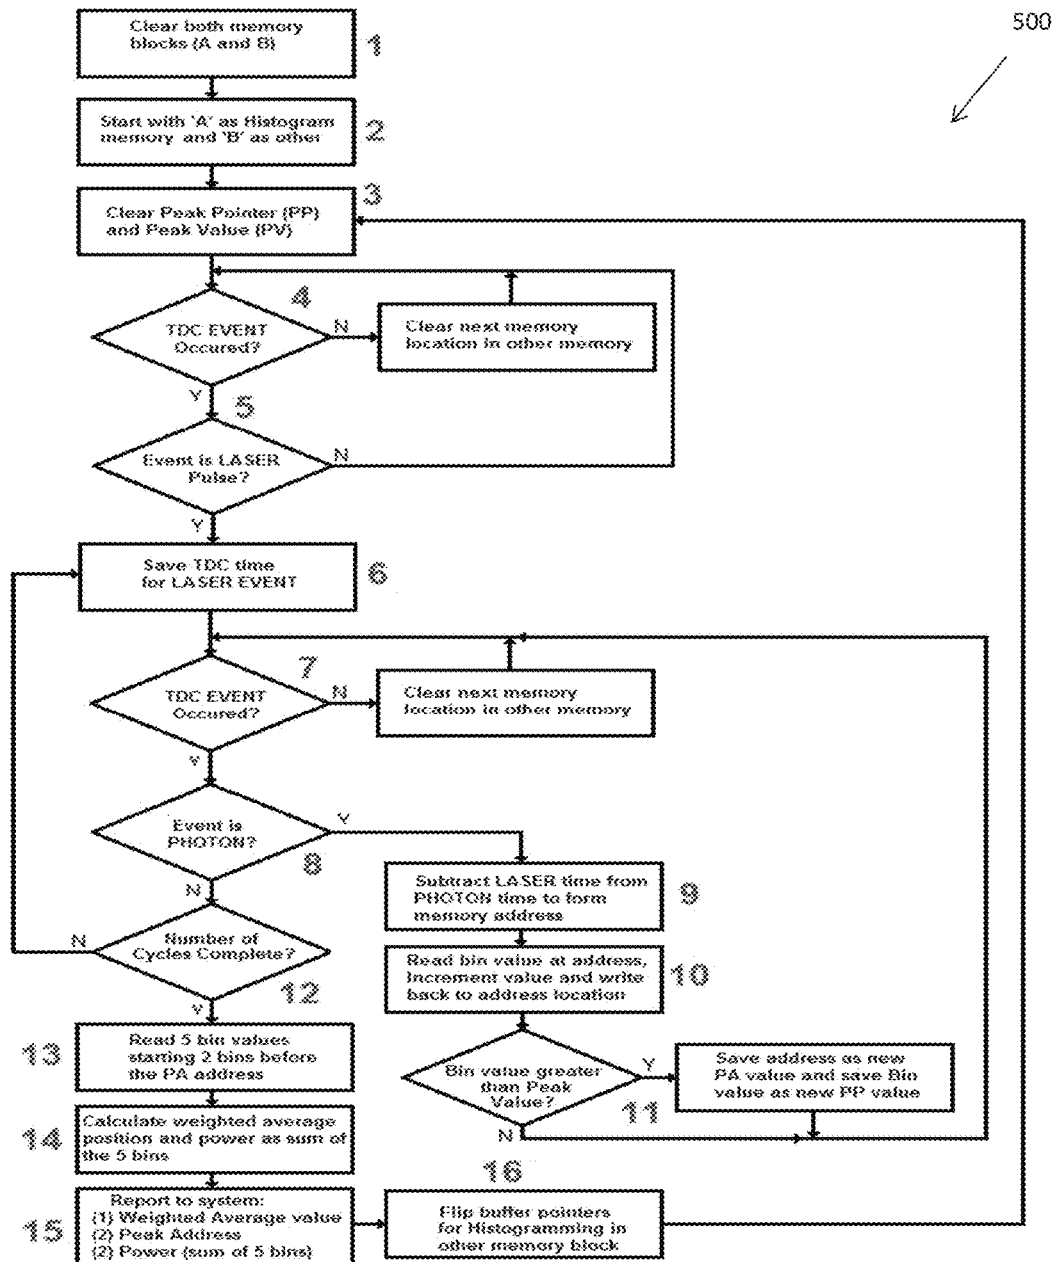 500
Clear both memory
blocks (A and B)
1
Start with 'A' as Histogram
memory and 'B' as other
2
3
Clear Peak Pointer (PP)
and Peak Value (PV)
4
TDC EVENT
Occured?
N
Clear next memory
location in other memory
Y
5
Event is LASER
Pulse?
N
Y
Save TDC time
for LASER EVENT
6
7
TDC EVENT
Occured?
N
Clear next memory
location in other memory
Y
Event is
PHOTON?
Y
8
N
Subtract LASER time from
PHOTON time to form
memory address
9
Number of
Cycles Complete?
N
12
Y
Read bin value at address,
Increment value and write
back to address location
10
13
Read 5 bin values
starting 2 bins before
the PA address
Bin value greater
than Peak
Value?
Y
11
N
Save address as new
PA value and save Bin
value as new PP value
14
Calculate weighted average
position and power as sum of
the 5 bins
15
Report to system:
(1) Weighted Average value
(2) Peak Address
(2) Power (sum of 5 bins)
16
Flip buffer pointers
for Histogramming in
other memory block